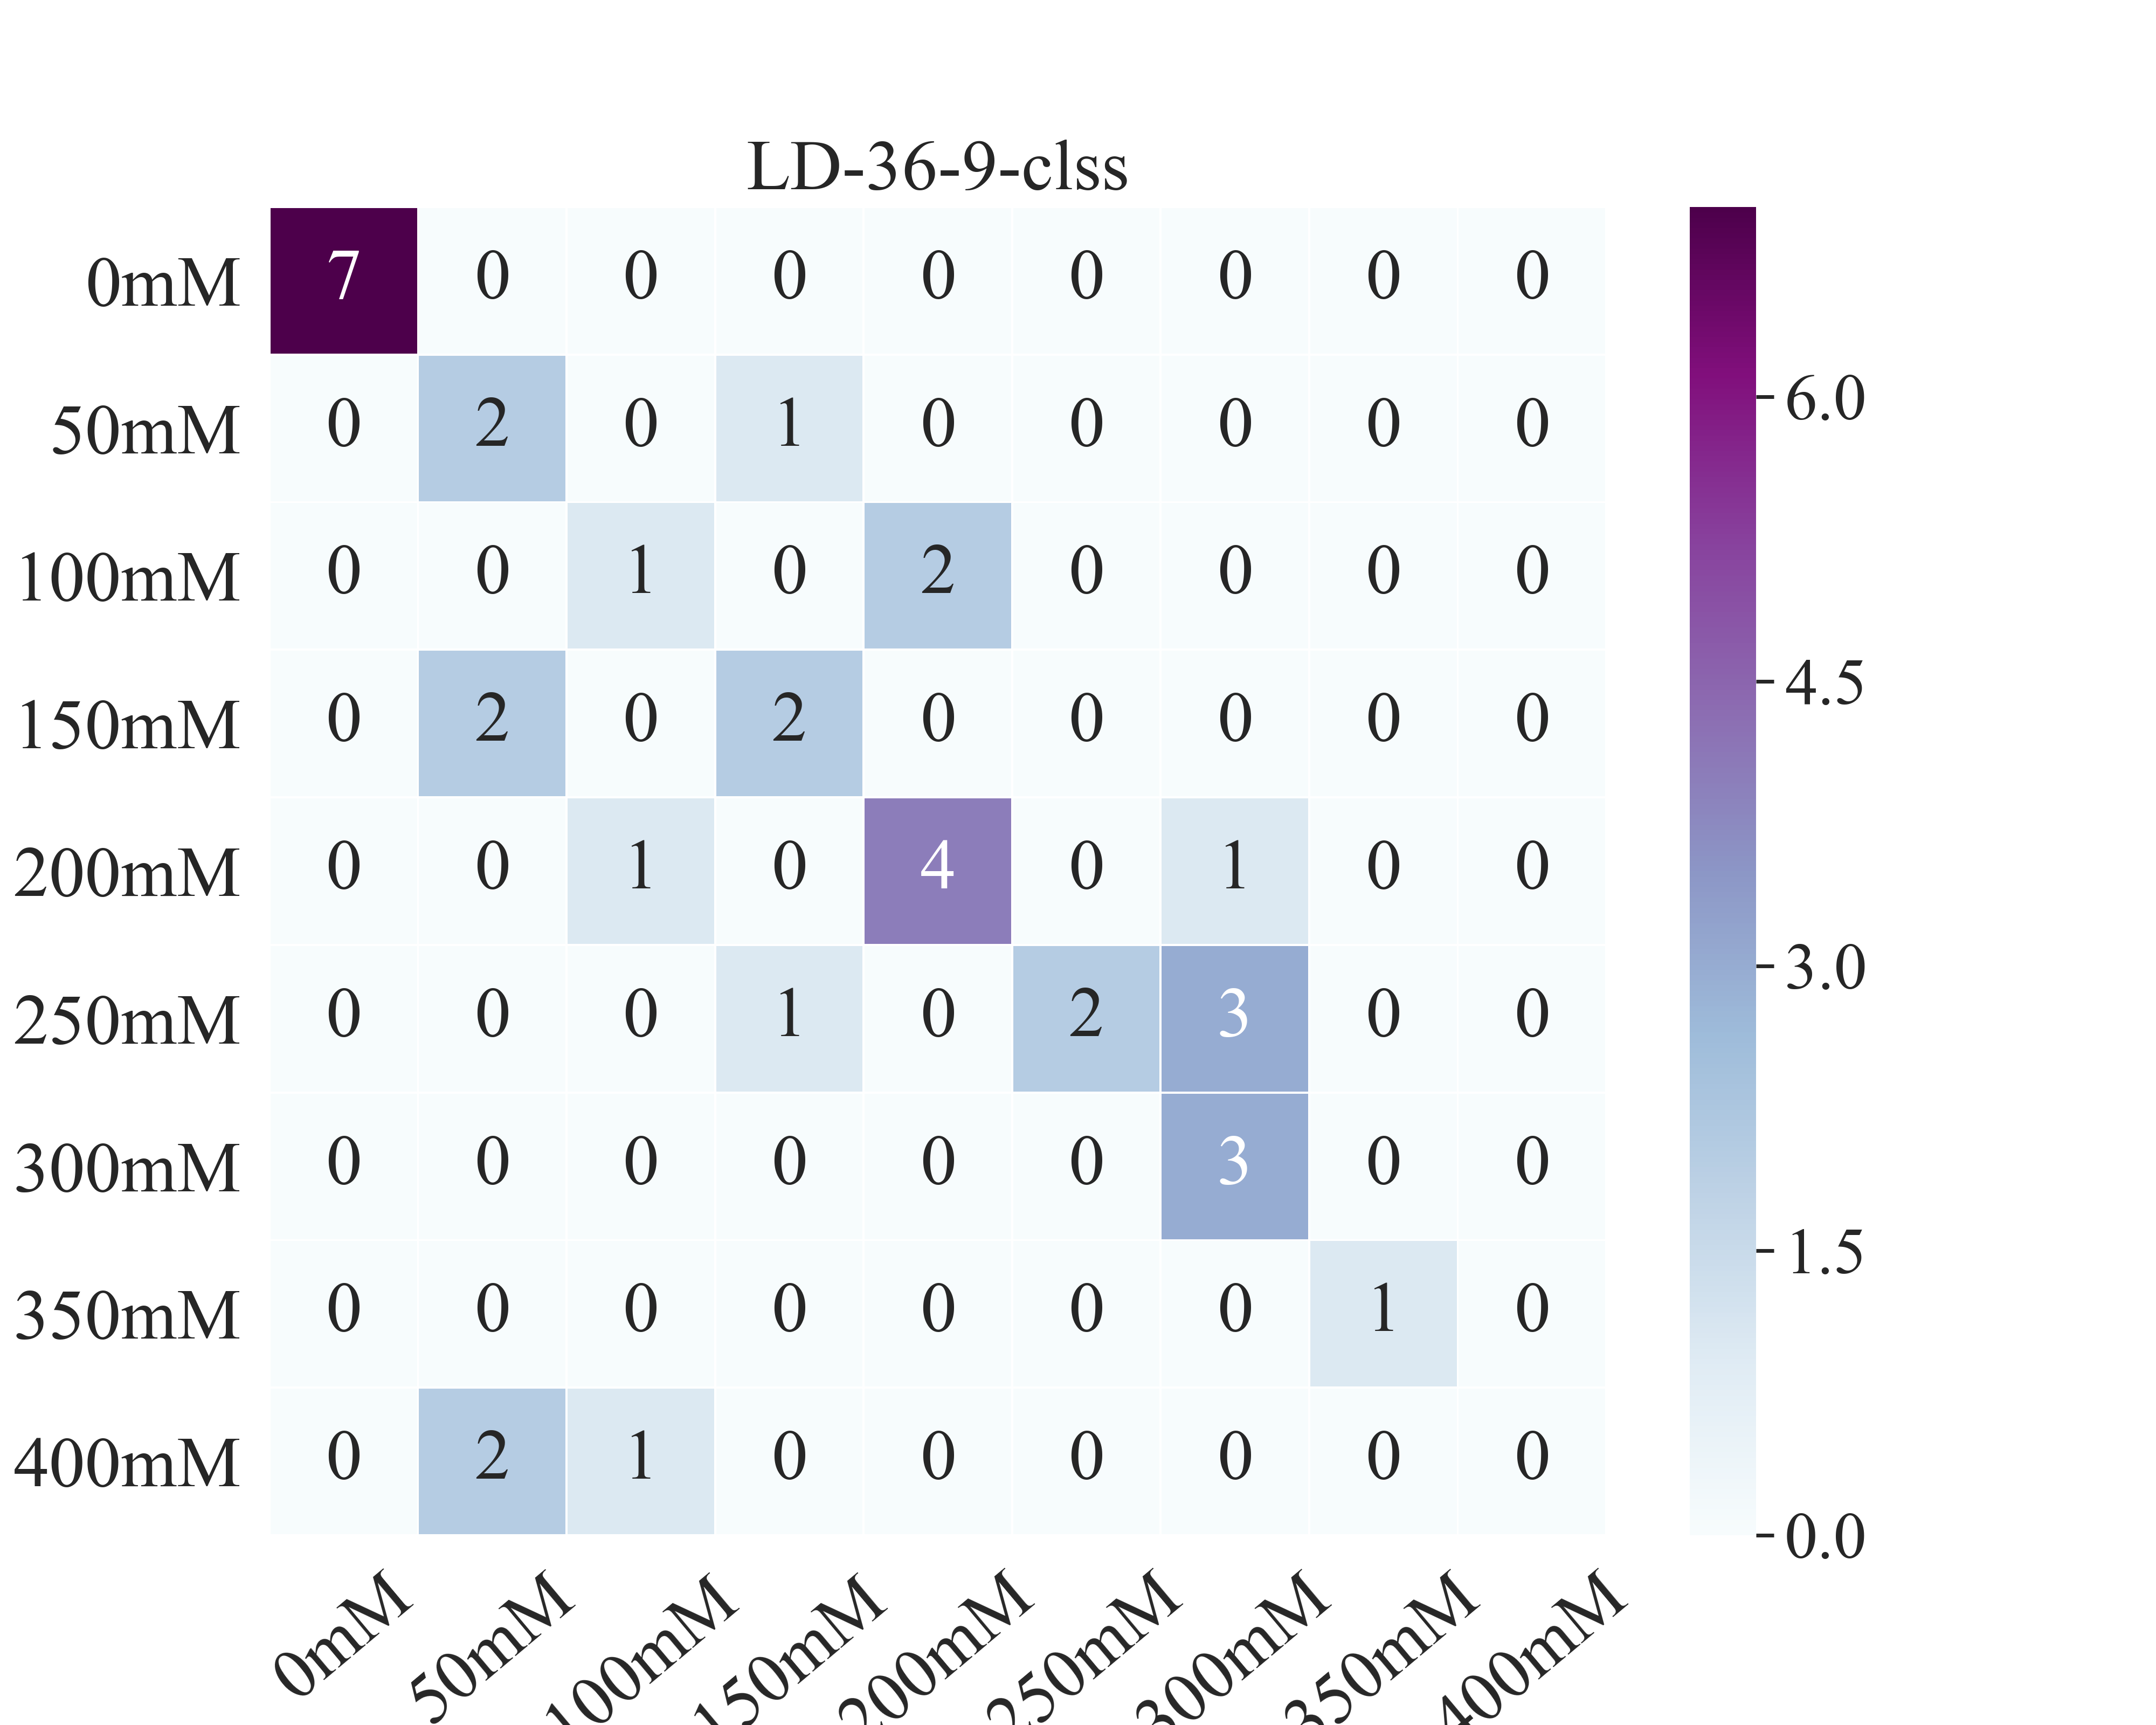 LD-36-9-clss
0mM 7 0 0 0 0 0 0 0 0
50mM 0 2 0 1 0 0 0 0 0
100mM 0 0 1 0 2 0 0 0 0
150mM 0 2 0 2 0 0 0 0 0
200mM 0 0 1 0 4 0 1 0 0
250mM 0 0 0 1 0 2 3 0 0
300mM 0 0 0 0 0 0 3 0 0
350mM 0 0 0 0 0 0 0 1 0
400mM 0 2 1 0 0 0 0 0 0
0mM 50mM 100mM 150mM 200mM 250mM 300mM 350mM 400mM
6.0
4.5
3.0
1.5
0.0